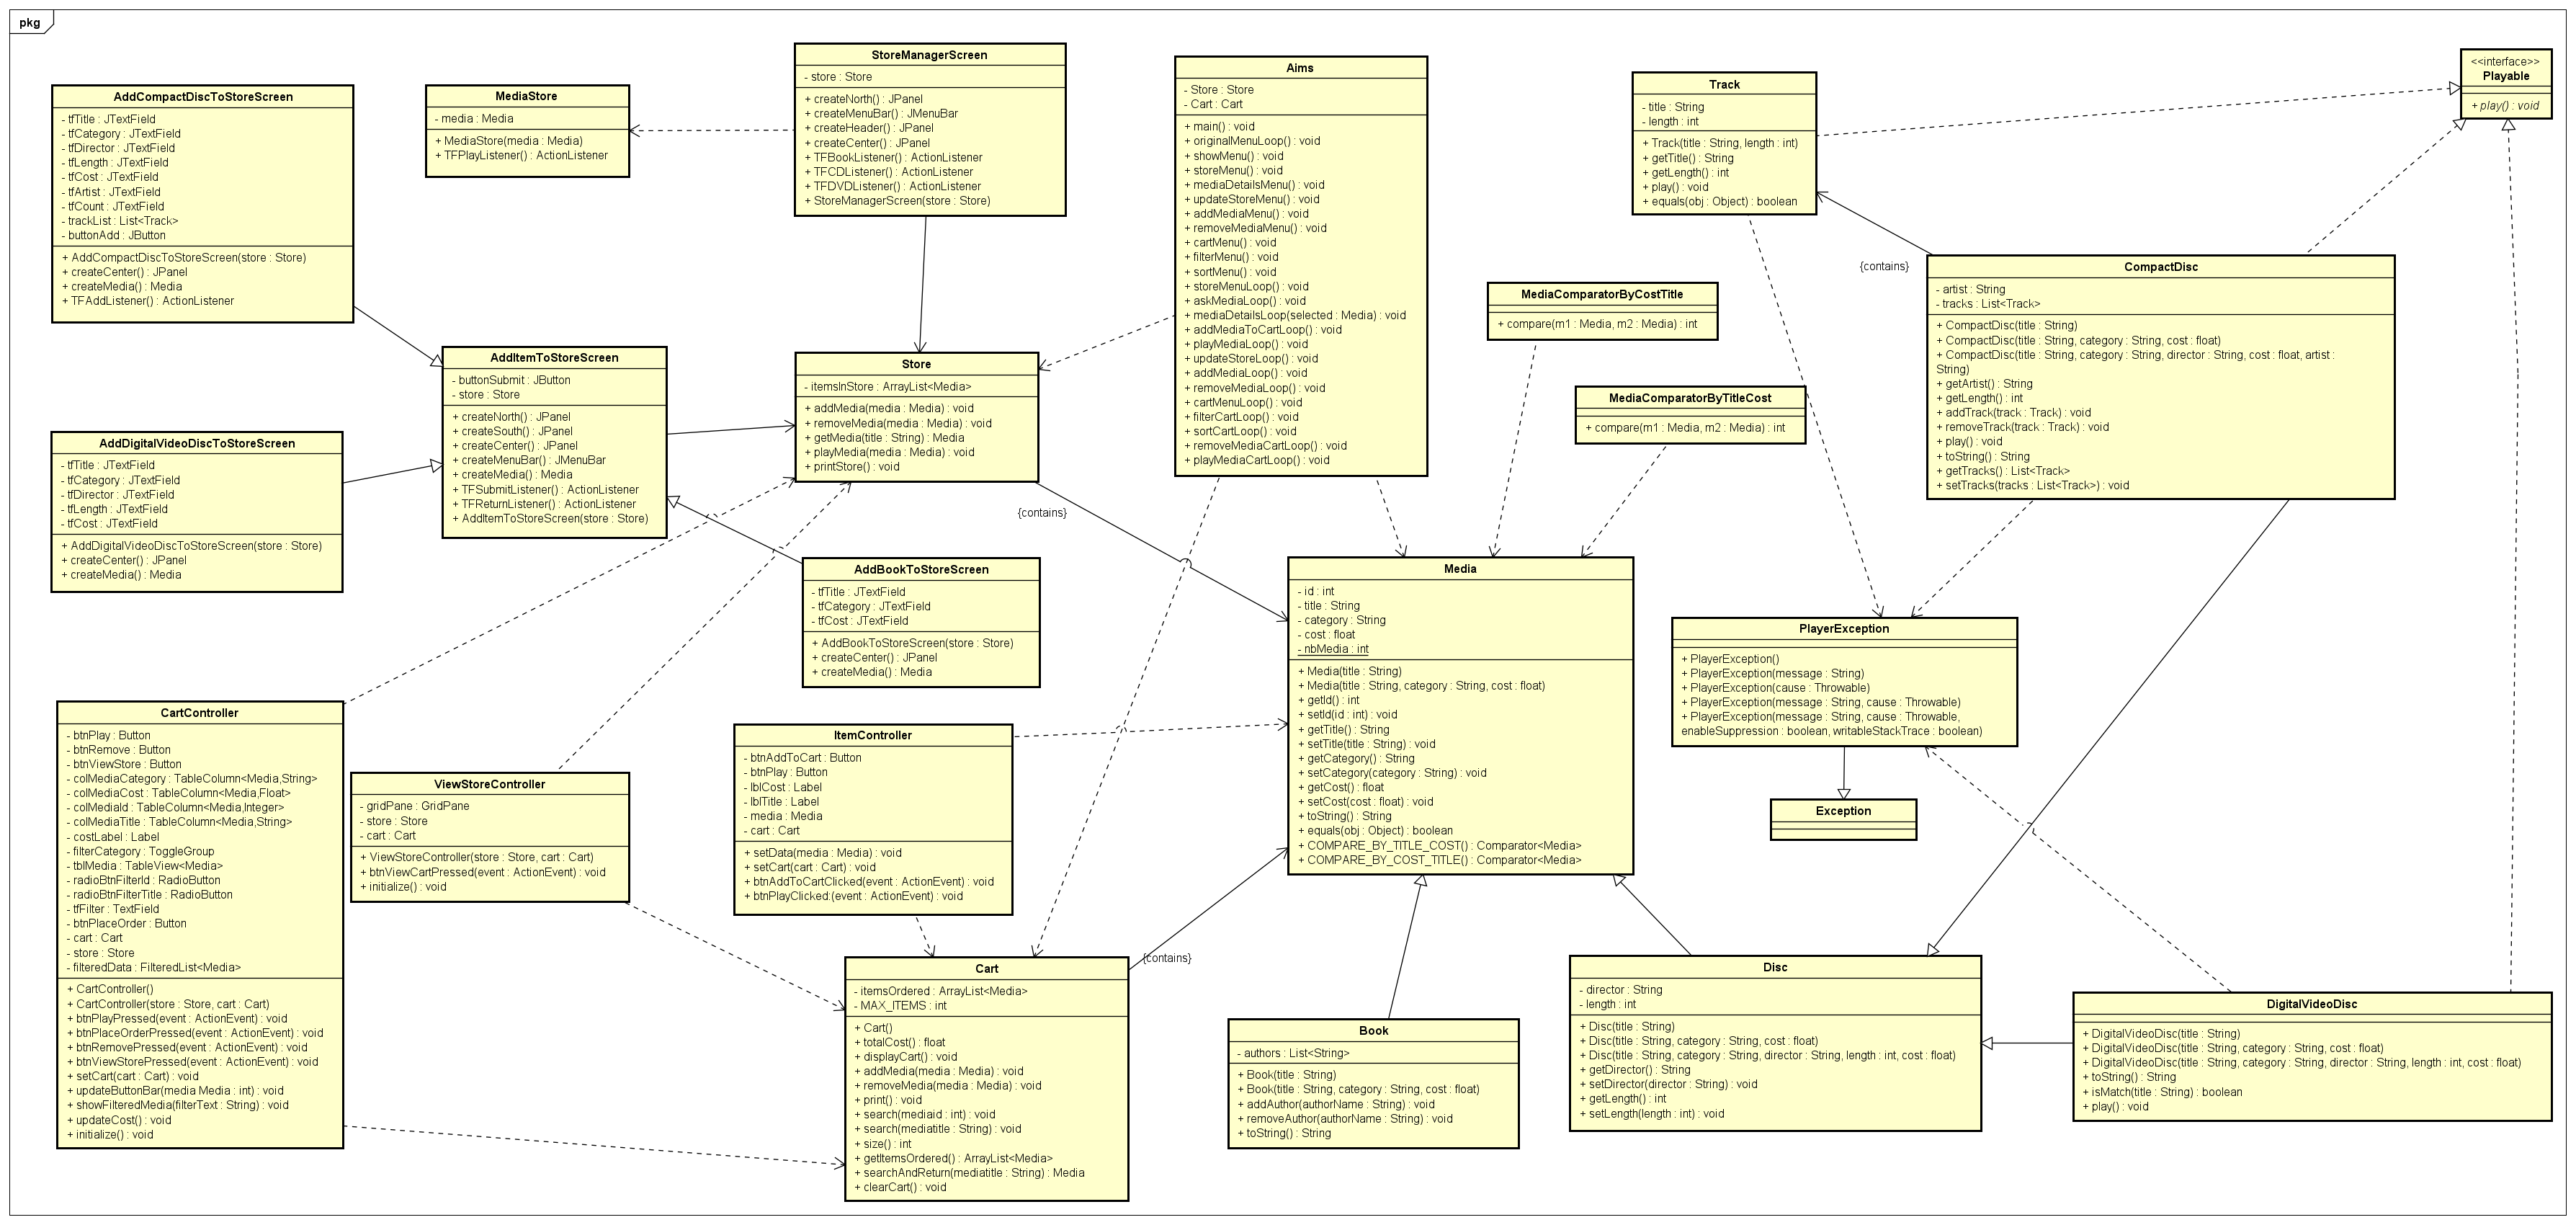 pkg
AddCompactDiscToStoreScreen
- tfTitle : JTextField
- tfCategory : JTextField
- tfDirector : JTextField
- tfLength : JTextField
- tfCost : JTextField
- tfArtist : JTextField
- tfCount : JTextField
- trackList : List<Track>
- buttonAdd : JButton
+ AddCompactDiscToStoreScreen(store : Store)
+ createCenter() : JPanel
+ createMedia() : Media
+ TFAddListener() : ActionListener
MediaStore
- media : Media
+ MediaStore(media : Media)
+ TFPlayListener() : ActionListener
StoreManagerScreen
- store : Store
+ createNorth() : JPanel
+ createMenuBar() : JMenuBar
+ createHeader() : JPanel
+ createCenter() : JPanel
+ TFBookListener() : ActionListener
+ TFCDListener() : ActionListener
+ TFDVDListener() : ActionListener
+ StoreManagerScreen(store : Store)
Aims
- Store : Store
- Cart : Cart
+ main() : void
+ originalMenuLoop() : void
+ showMenu() : void
+ storeMenu() : void
+ mediaDetailsMenu() : void
+ updateStoreMenu() : void
+ addMediaMenu() : void
+ removeMediaMenu() : void
+ cartMenu() : void
+ filterMenu() : void
+ sortMenu() : void
+ storeMenuLoop() : void
+ askMediaLoop() : void
+ mediaDetailsLoop(selected : Media) : void
+ addMediaToCartLoop() : void
+ playMediaLoop() : void
+ updateStoreLoop() : void
+ addMediaLoop() : void
+ removeMediaLoop() : void
+ cartMenuLoop() : void
+ filterCartLoop() : void
+ sortCartLoop() : void
+ removeMediaCartLoop() : void
+ playMediaCartLoop() : void
Track
- title : String
- length : int
+ Track(title : String, length : int)
+ getTitle() : String
+ getLength() : int
+ play() : void
+ equals(obj : Object) : boolean
<<interface>>
Playable
+ play() : void
{contains}
CompactDisc
- artist : String
- tracks : List<Track>
+ CompactDisc(title : String)
+ CompactDisc(title : String, category : String, cost : float)
+ CompactDisc(title : String, category : String, director : String, cost : float, artist :
String)
+ getArtist() : String
+ getLength() : int
+ addTrack(track : Track) : void
+ removeTrack(track : Track) : void
+ play() : void
+ toString() : String
+ getTracks() : List<Track>
+ setTracks(tracks : List<Track>) : void
MediaComparatorByCostTitle
+ compare(m1 : Media, m2 : Media) : int
MediaComparatorByTitleCost
+ compare(m1 : Media, m2 : Media) : int
AddItemToStoreScreen
- buttonSubmit : JButton
- store : Store
+ createNorth() : JPanel
+ createSouth() : JPanel
+ createCenter() : JPanel
+ createMenuBar() : JMenuBar
+ createMedia() : Media
+ TFSubmitListener() : ActionListener
+ TFReturnListener() : ActionListener
+ AddItemToStoreScreen(store : Store)
Store
- itemsInStore : ArrayList<Media>
+ addMedia(media : Media) : void
+ removeMedia(media : Media) : void
+ getMedia(title : String) : Media
+ playMedia(media : Media) : void
+ printStore() : void
{contains}
AddDigitalVideoDiscToStoreScreen
- tfTitle : JTextField
- tfCategory : JTextField
- tfDirector : JTextField
- tfLength : JTextField
- tfCost : JTextField
+ AddDigitalVideoDiscToStoreScreen(store : Store)
+ createCenter() : JPanel
+ createMedia() : Media
AddBookToStoreScreen
- tfTitle : JTextField
- tfCategory : JTextField
- tfCost : JTextField
+ AddBookToStoreScreen(store : Store)
+ createCenter() : JPanel
+ createMedia() : Media
Media
- id : int
- title : String
- category : String
- cost : float
- nbMedia : int
+ Media(title : String)
+ Media(title : String, category : String, cost : float)
+ getId() : int
+ setId(id : int) : void
+ getTitle() : String
+ setTitle(title : String) : void
+ getCategory() : String
+ setCategory(category : String) : void
+ getCost() : float
+ setCost(cost : float) : void
+ toString() : String
+ equals(obj : Object) : boolean
+ COMPARE_BY_TITLE_COST() : Comparator<Media>
+ COMPARE_BY_COST_TITLE() : Comparator<Media>
PlayerException
+ PlayerException()
+ PlayerException(message : String)
+ PlayerException(cause : Throwable)
+ PlayerException(message : String, cause : Throwable)
+ PlayerException(message : String, cause : Throwable,
enableSuppression : boolean, writableStackTrace : boolean)
Exception
CartController
- btnPlay : Button
- btnRemove : Button
- btnViewStore : Button
- colMediaCategory : TableColumn<Media,String>
- colMediaCost : TableColumn<Media,Float>
- colMediaId : TableColumn<Media,Integer>
- colMediaTitle : TableColumn<Media,String>
- costLabel : Label
- filterCategory : ToggleGroup
- tblMedia : TableView<Media>
- radioBtnFilterId : RadioButton
- radioBtnFilterTitle : RadioButton
- tfFilter : TextField
- btnPlaceOrder : Button
- cart : Cart
- store : Store
- filteredData : FilteredList<Media>
+ CartController()
+ CartController(store : Store, cart : Cart)
+ btnPlayPressed(event : ActionEvent) : void
+ btnPlaceOrderPressed(event : ActionEvent) : void
+ btnRemovePressed(event : ActionEvent) : void
+ btnViewStorePressed(event : ActionEvent) : void
+ setCart(cart : Cart) : void
+ updateButtonBar(media Media : int) : void
+ showFilteredMedia(filterText : String) : void
+ updateCost() : void
+ initialize() : void
ViewStoreController
- gridPane : GridPane
- store : Store
- cart : Cart
+ ViewStoreController(store : Store, cart : Cart)
+ btnViewCartPressed(event : ActionEvent) : void
+ initialize() : void
ItemController
- btnAddToCart : Button
- btnPlay : Button
- lblCost : Label
- lblTitle : Label
- media : Media
- cart : Cart
+ setData(media : Media) : void
+ setCart(cart : Cart) : void
+ btnAddToCartClicked(event : ActionEvent) : void
+ btnPlayClicked:(event : ActionEvent) : void
Cart
- itemsOrdered : ArrayList<Media>
- MAX_ITEMS : int
+ Cart()
+ totalCost() : float
+ displayCart() : void
+ addMedia(media : Media) : void
+ removeMedia(media : Media) : void
+ print() : void
+ search(mediaid : int) : void
+ search(mediatitle : String) : void
+ size() : int
+ getItemsOrdered() : ArrayList<Media>
+ searchAndReturn(mediatitle : String) : Media
+ clearCart() : void
{contains}
Book
- authors : List<String>
+ Book(title : String)
+ Book(title : String, category : String, cost : float)
+ addAuthor(authorName : String) : void
+ removeAuthor(authorName : String) : void
+ toString() : String
Disc
- director : String
- length : int
+ Disc(title : String)
+ Disc(title : String, category : String, cost : float)
+ Disc(title : String, category : String, director : String, length : int, cost : float)
+ getDirector() : String
+ setDirector(director : String) : void
+ getLength() : int
+ setLength(length : int) : void
DigitalVideoDisc
+ DigitalVideoDisc(title : String)
+ DigitalVideoDisc(title : String, category : String, cost : float)
+ DigitalVideoDisc(title : String, category : String, director : String, length : int, cost : float)
+ toString() : String
+ isMatch(title : String) : boolean
+ play() : void